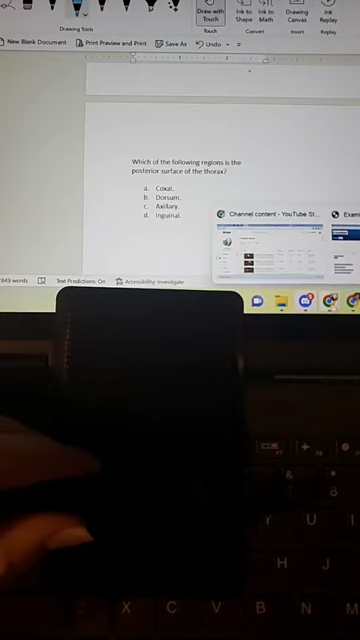 Draw with Touch
Ink to Shape
Ink to Math
Drawing Canvas
Ink Replay
Drawing Tools
Touch
Convert
Insert
Replay
New Blank Document
Print Preview and Print
Save As
Undo
Which of the following regions is the
posterior surface of the thorax?
a. Coxal.
b. Dorsum.
c. Axillary.
d. Inguinal.
Channel content - YouTube St...
Exami
849 words
Text Predictions: On
Accessibility: Investigate
&
Y U I
H J
X C V B N M